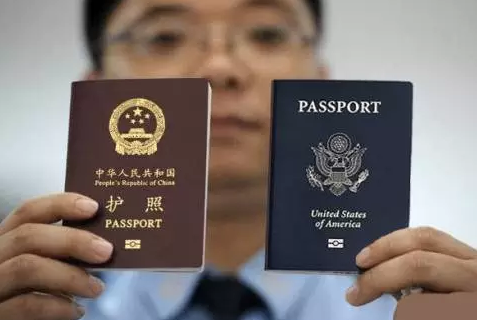 中华人民共和国
People's Republic of China
护照
PASSPORT
PASSPORT
United States
of America